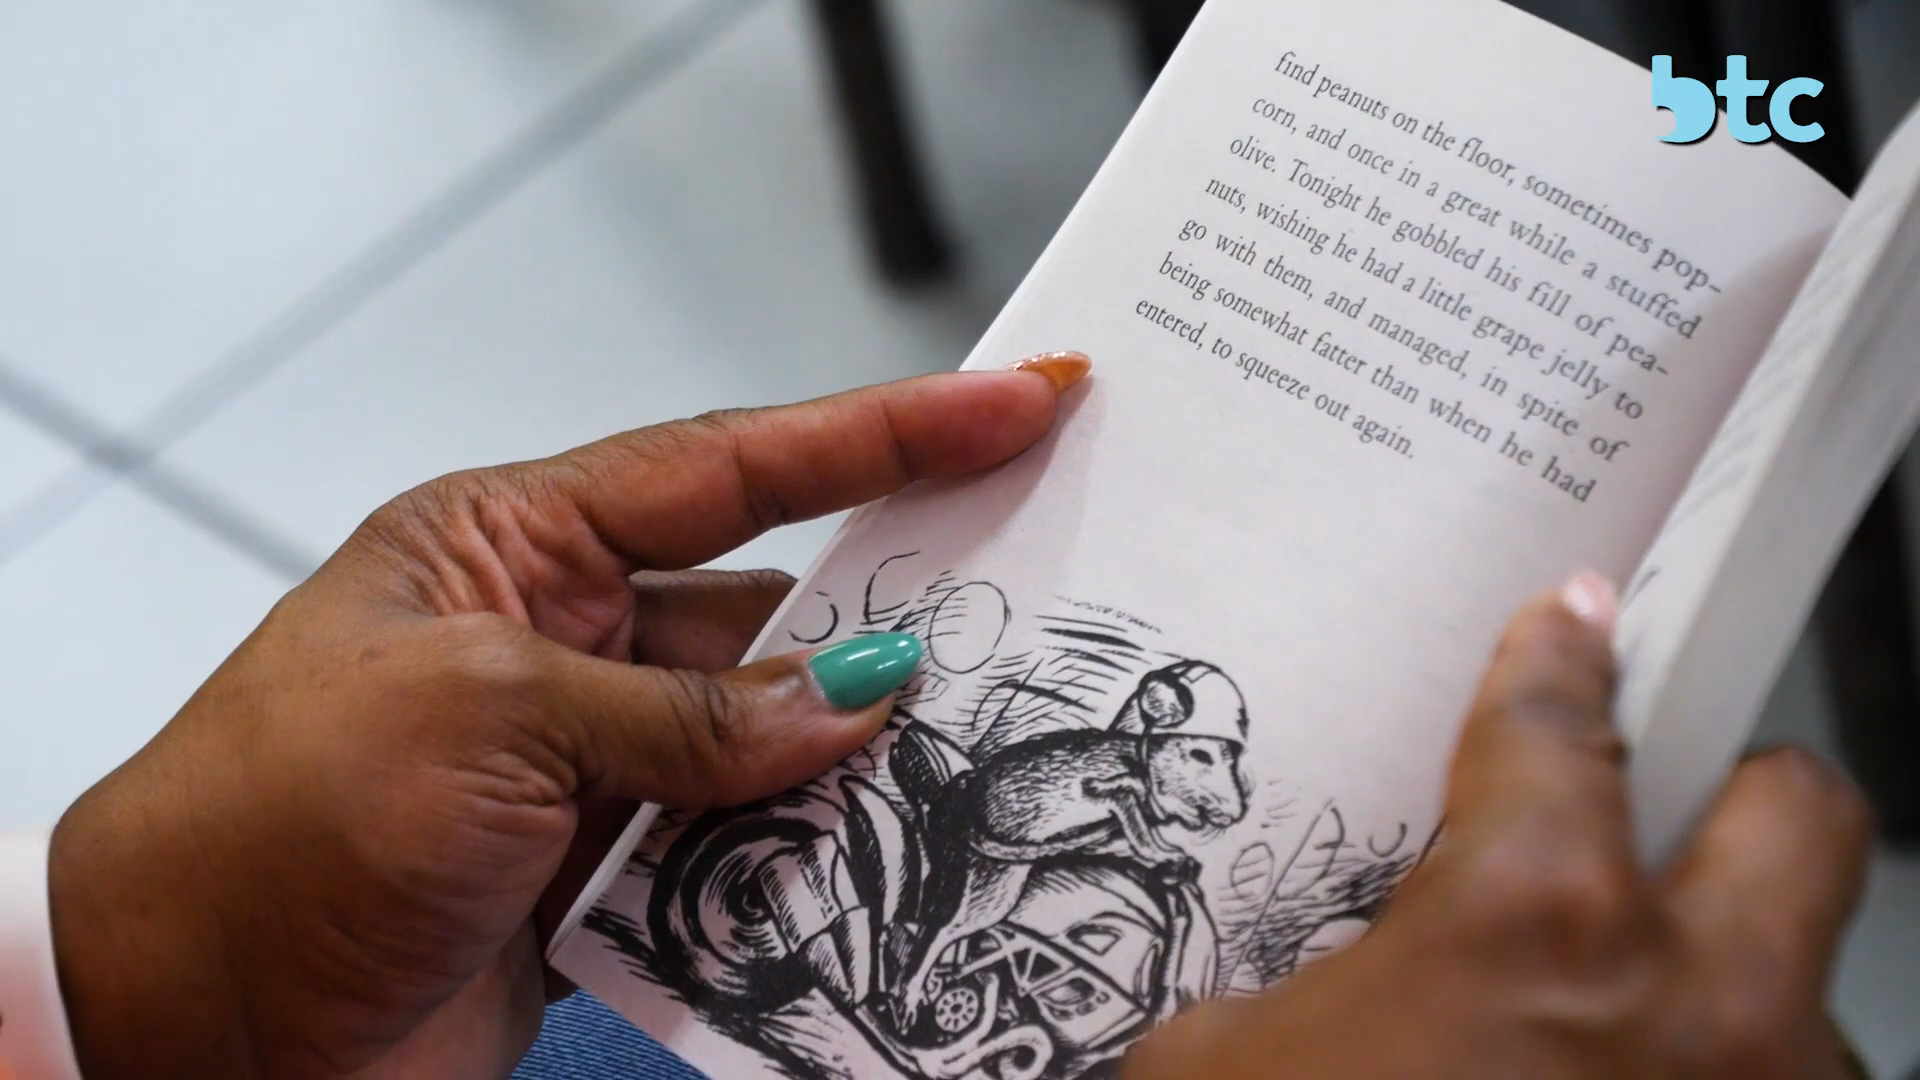 btc
find peanuts on the floor, sometimes pop-
corn, and once in a great while a stuffed
olive. Tonight he gobbled his fill of pea-
nuts, wishing he had a little grape jelly to
go with them, and managed, in spite of
being somewhat fatter than when he had
entered, to squeeze out again.